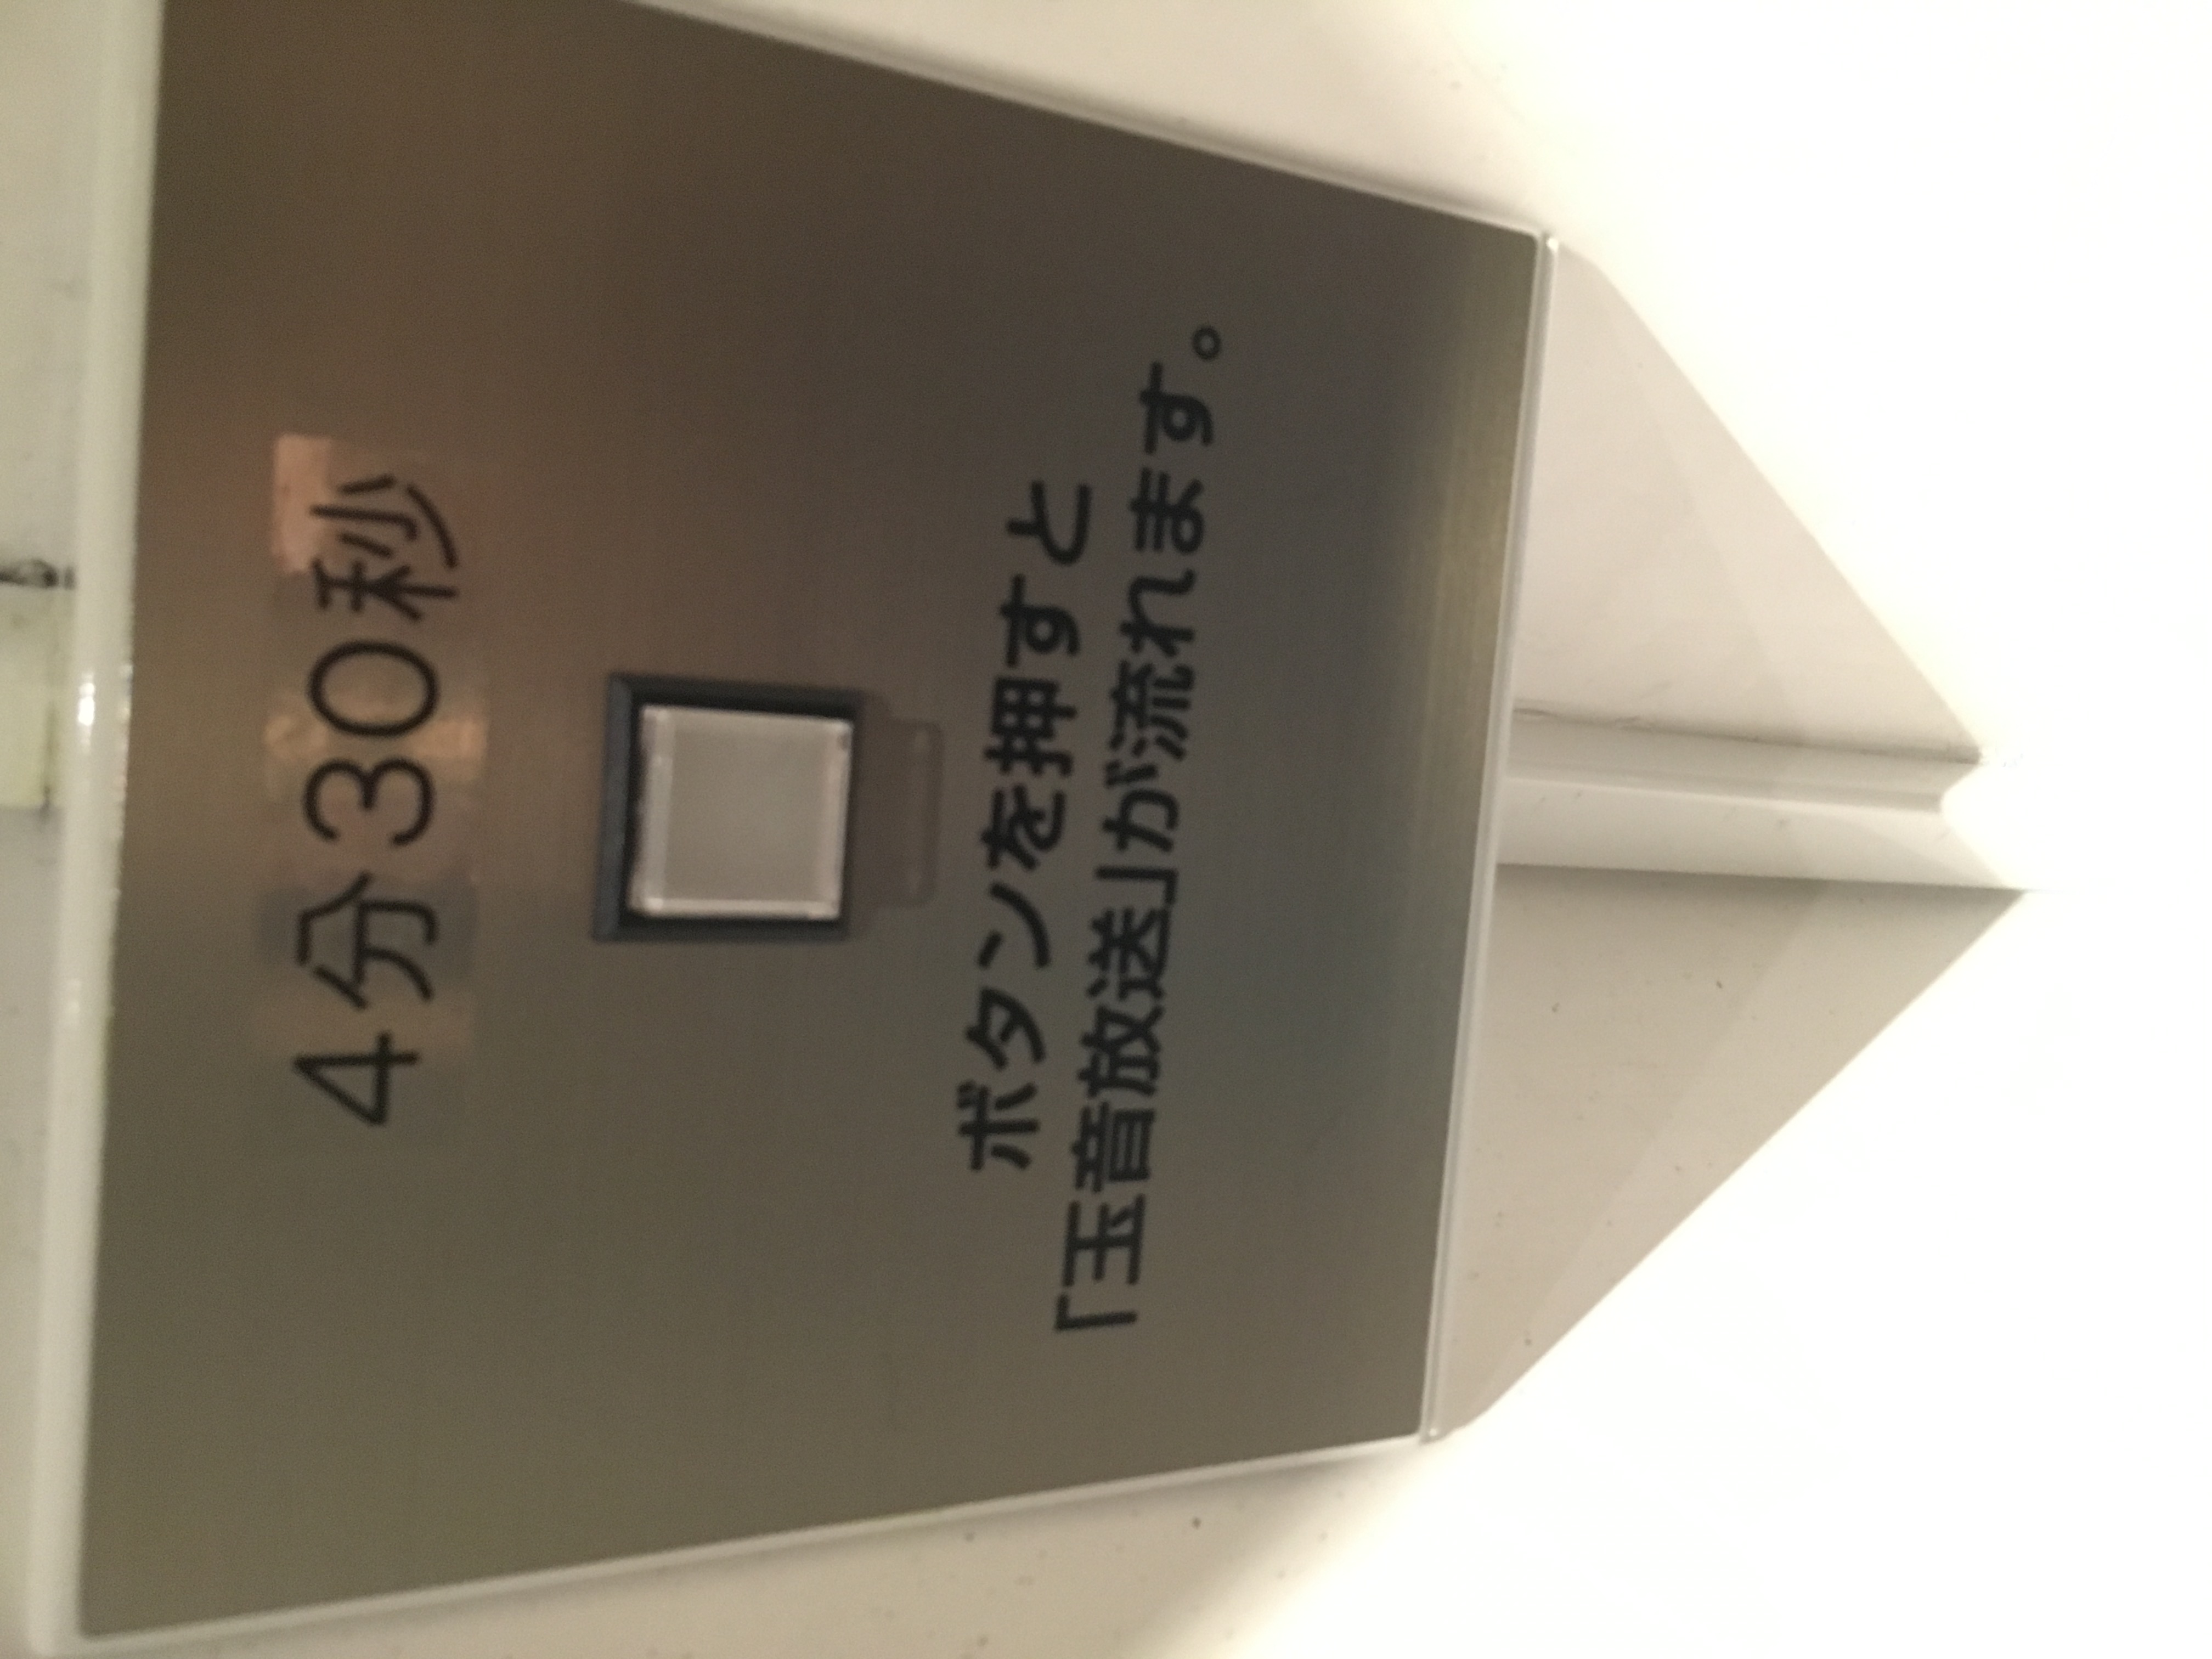 4分30秒
ボタンを押すと
「玉音放送」が流れます。